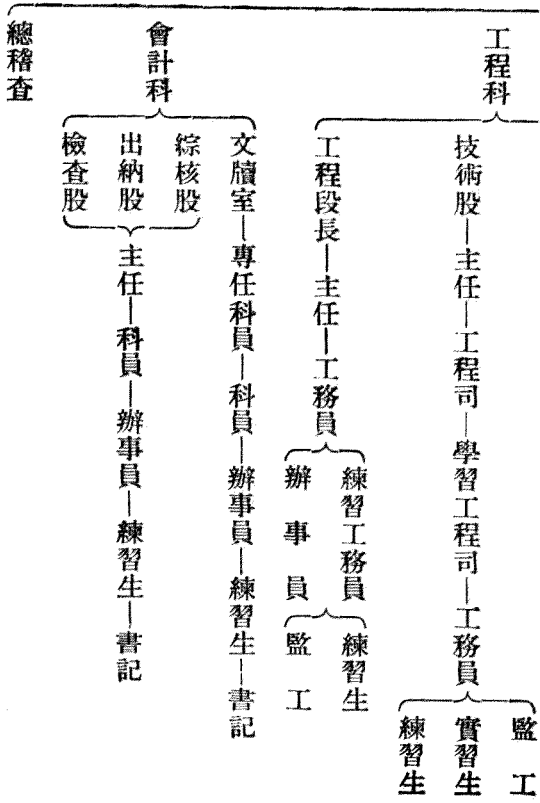 工程科
技術股—主任—工程司—學習工程司—工務員
監工
實習生
練習生
工程段長—主任—工務員
練習工務員
辦事員
練習生
監工
會計科
文牘室—專任科員—科員—辦事員—練習生—書記
綜核股
出納股
檢查股
主任—科員—辦事員—練習生—書記
總稽查